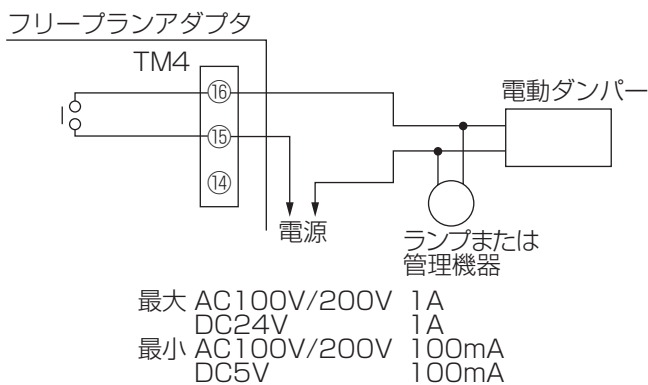 フリープランアダプタ
TM4
⑯
⑮
⑭
電動ダンパー
電源
ランプまたは
管理機器
最大 AC100V/200V 1A
DC24V 1A
最小 AC100V/200V 100mA
DC5V 100mA